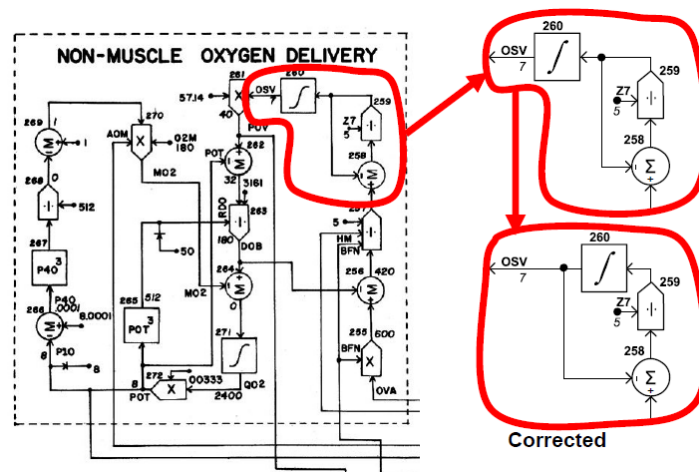 NON-MUSCLE OXYGEN DELIVERY
261
57.14
X
40
POV
OSV
7
260
∫
259
Z7
5
÷
258
M
257
5
÷
HM
BFN
256
420
M
255
600
BFN
X
OVA
262
POT
M
32
3161
RDO
263
÷
180
DOB
50
264
MO2
M
0
271
∫
QO2
2400
272
.00333
X
8
POT
265
512
POT³
270
AOM
X
O2M
180
MO2
269
1
M
1
268
0
÷
512
267
P40³
P40
.0001
266
M
8.0001
8
P10
8
260
OSV
7
∫
259
Z7
5
÷
258
Σ
260
OSV
7
∫
259
Z7
5
÷
258
Σ
Corrected